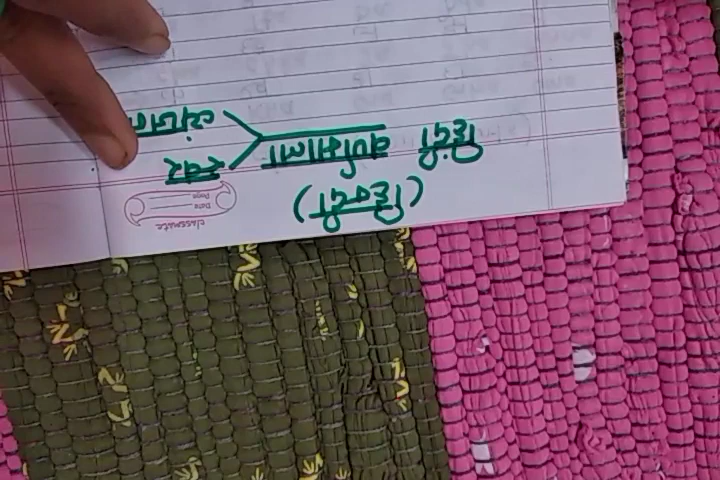 classmate
Date
Page
(हिन्दी)
स्वर
हिंदी वर्णमाला
व्यंजन